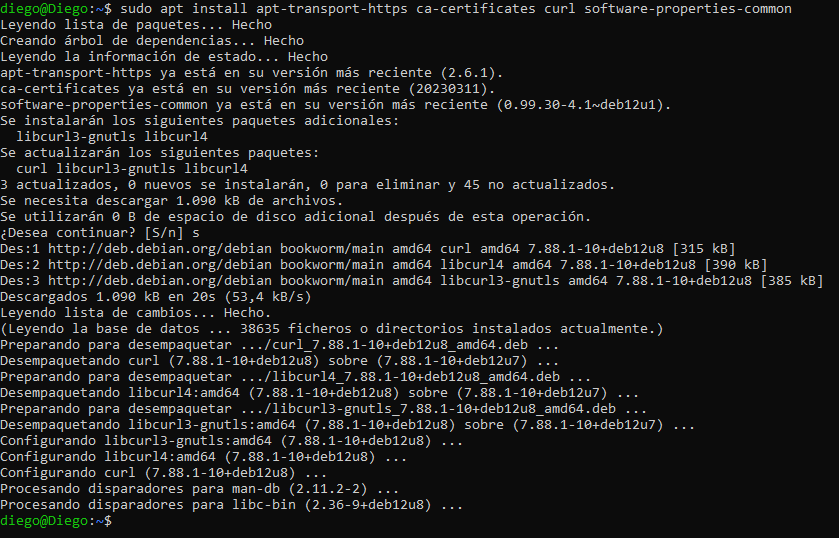 diego@Diego:~$ sudo apt install apt-transport-https ca-certificates curl software-properties-common
Leyendo lista de paquetes... Hecho
Creando árbol de dependencias... Hecho
Leyendo la información de estado... Hecho
apt-transport-https ya está en su versión más reciente (2.6.1).
ca-certificates ya está en su versión más reciente (20230311).
software-properties-common ya está en su versión más reciente (0.99.30-4.1~deb12u1).
Se instalarán los siguientes paquetes adicionales:
  libcurl3-gnutls libcurl4
Se actualizarán los siguientes paquetes:
  curl libcurl3-gnutls libcurl4
3 actualizados, 0 nuevos se instalarán, 0 para eliminar y 45 no actualizados.
Se necesita descargar 1.090 kB de archivos.
Se utilizarán 0 B de espacio de disco adicional después de esta operación.
¿Desea continuar? [S/n] s
Des:1 http://deb.debian.org/debian bookworm/main amd64 curl amd64 7.88.1-10+deb12u8 [315 kB]
Des:2 http://deb.debian.org/debian bookworm/main amd64 libcurl4 amd64 7.88.1-10+deb12u8 [390 kB]
Des:3 http://deb.debian.org/debian bookworm/main amd64 libcurl3-gnutls amd64 7.88.1-10+deb12u8 [385 kB]
Descargados 1.090 kB en 20s (53,4 kB/s)
Leyendo lista de cambios... Hecho.
(Leyendo la base de datos ... 38635 ficheros o directorios instalados actualmente.)
Preparando para desempaquetar .../curl_7.88.1-10+deb12u8_amd64.deb ...
Desempaquetando curl (7.88.1-10+deb12u8) sobre (7.88.1-10+deb12u7) ...
Preparando para desempaquetar .../libcurl4_7.88.1-10+deb12u8_amd64.deb ...
Desempaquetando libcurl4:amd64 (7.88.1-10+deb12u8) sobre (7.88.1-10+deb12u7) ...
Preparando para desempaquetar .../libcurl3-gnutls_7.88.1-10+deb12u8_amd64.deb ...
Desempaquetando libcurl3-gnutls:amd64 (7.88.1-10+deb12u8) sobre (7.88.1-10+deb12u7) ...
Configurando libcurl3-gnutls:amd64 (7.88.1-10+deb12u8) ...
Configurando libcurl4:amd64 (7.88.1-10+deb12u8) ...
Configurando curl (7.88.1-10+deb12u8) ...
Procesando disparadores para man-db (2.11.2-2) ...
Procesando disparadores para libc-bin (2.36-9+deb12u8) ...
diego@Diego:~$